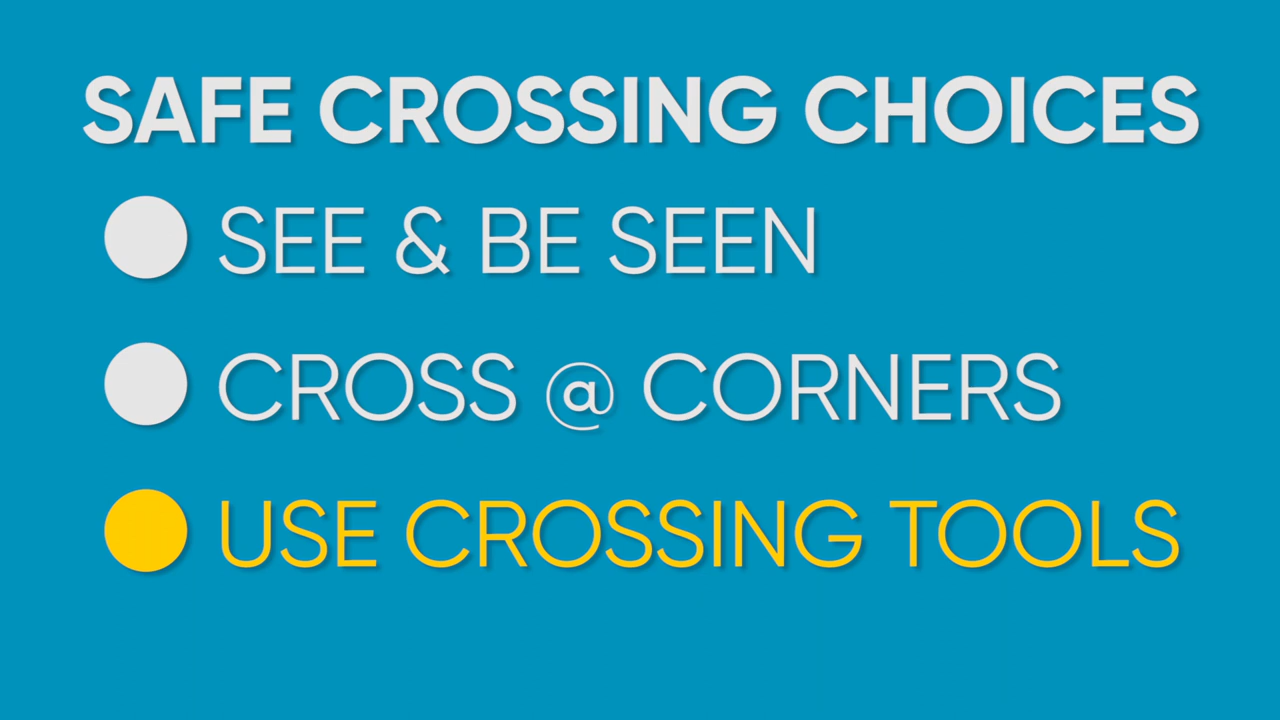 SAFE CROSSING CHOICES
SEE & BE SEEN
CROSS @ CORNERS
USE CROSSING TOOLS